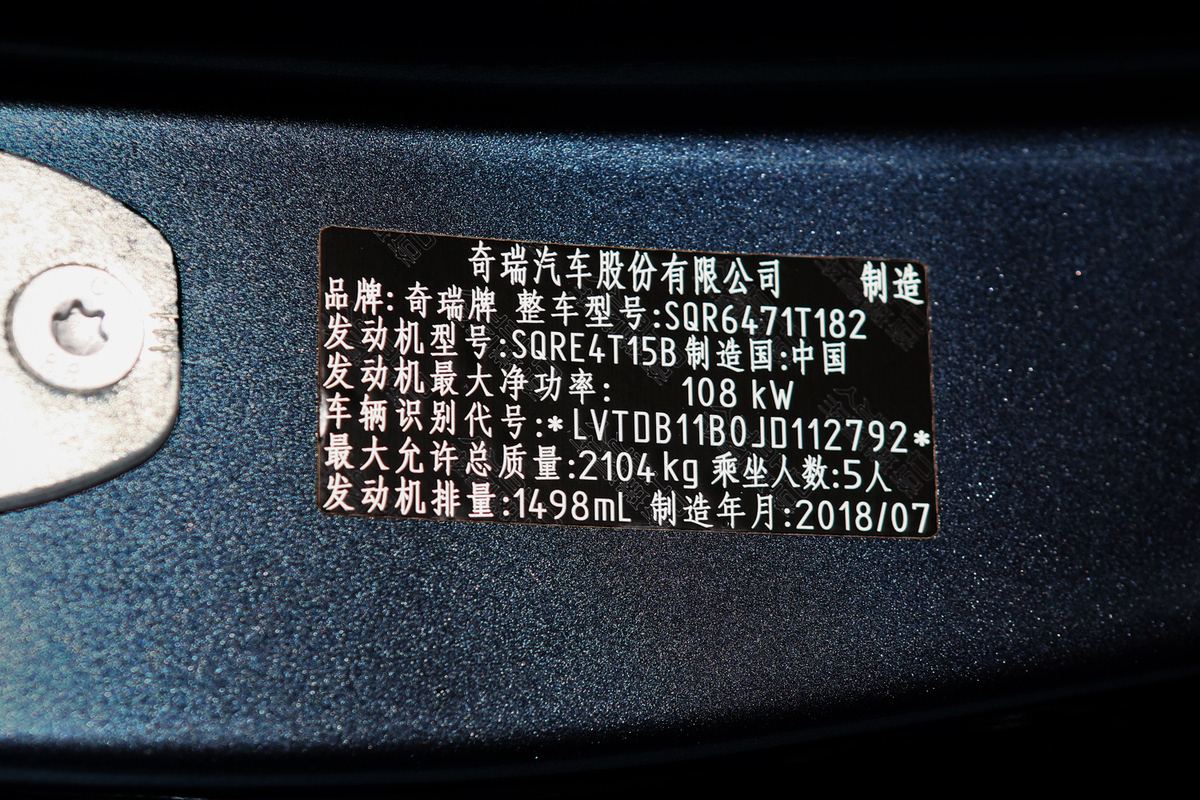 奇瑞汽车股份有限公司 制造
品牌: 奇瑞牌 整车型号:SQR6471T182
发动机型号:SQRE4T15B 制造国:中国
发动机最大净功率: 108 kW
车辆识别代号:*LVTDB11B0JD112792*
最大允许总质量:2104kg 乘坐人数:5人
发动机排量:1498mL 制造年月:2018/07